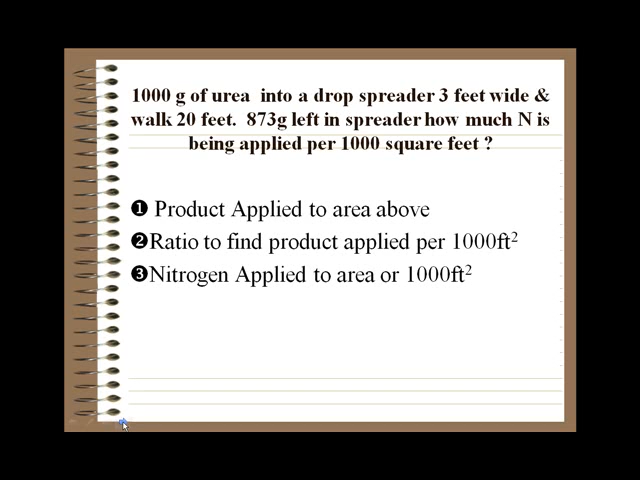 1000 g of urea  into a drop spreader 3 feet wide &
walk 20 feet.  873g left in spreader how much N is
being applied per 1000 square feet ?
❶ Product Applied to area above
❷Ratio to find product applied per 1000ft²
❸Nitrogen Applied to area or 1000ft²